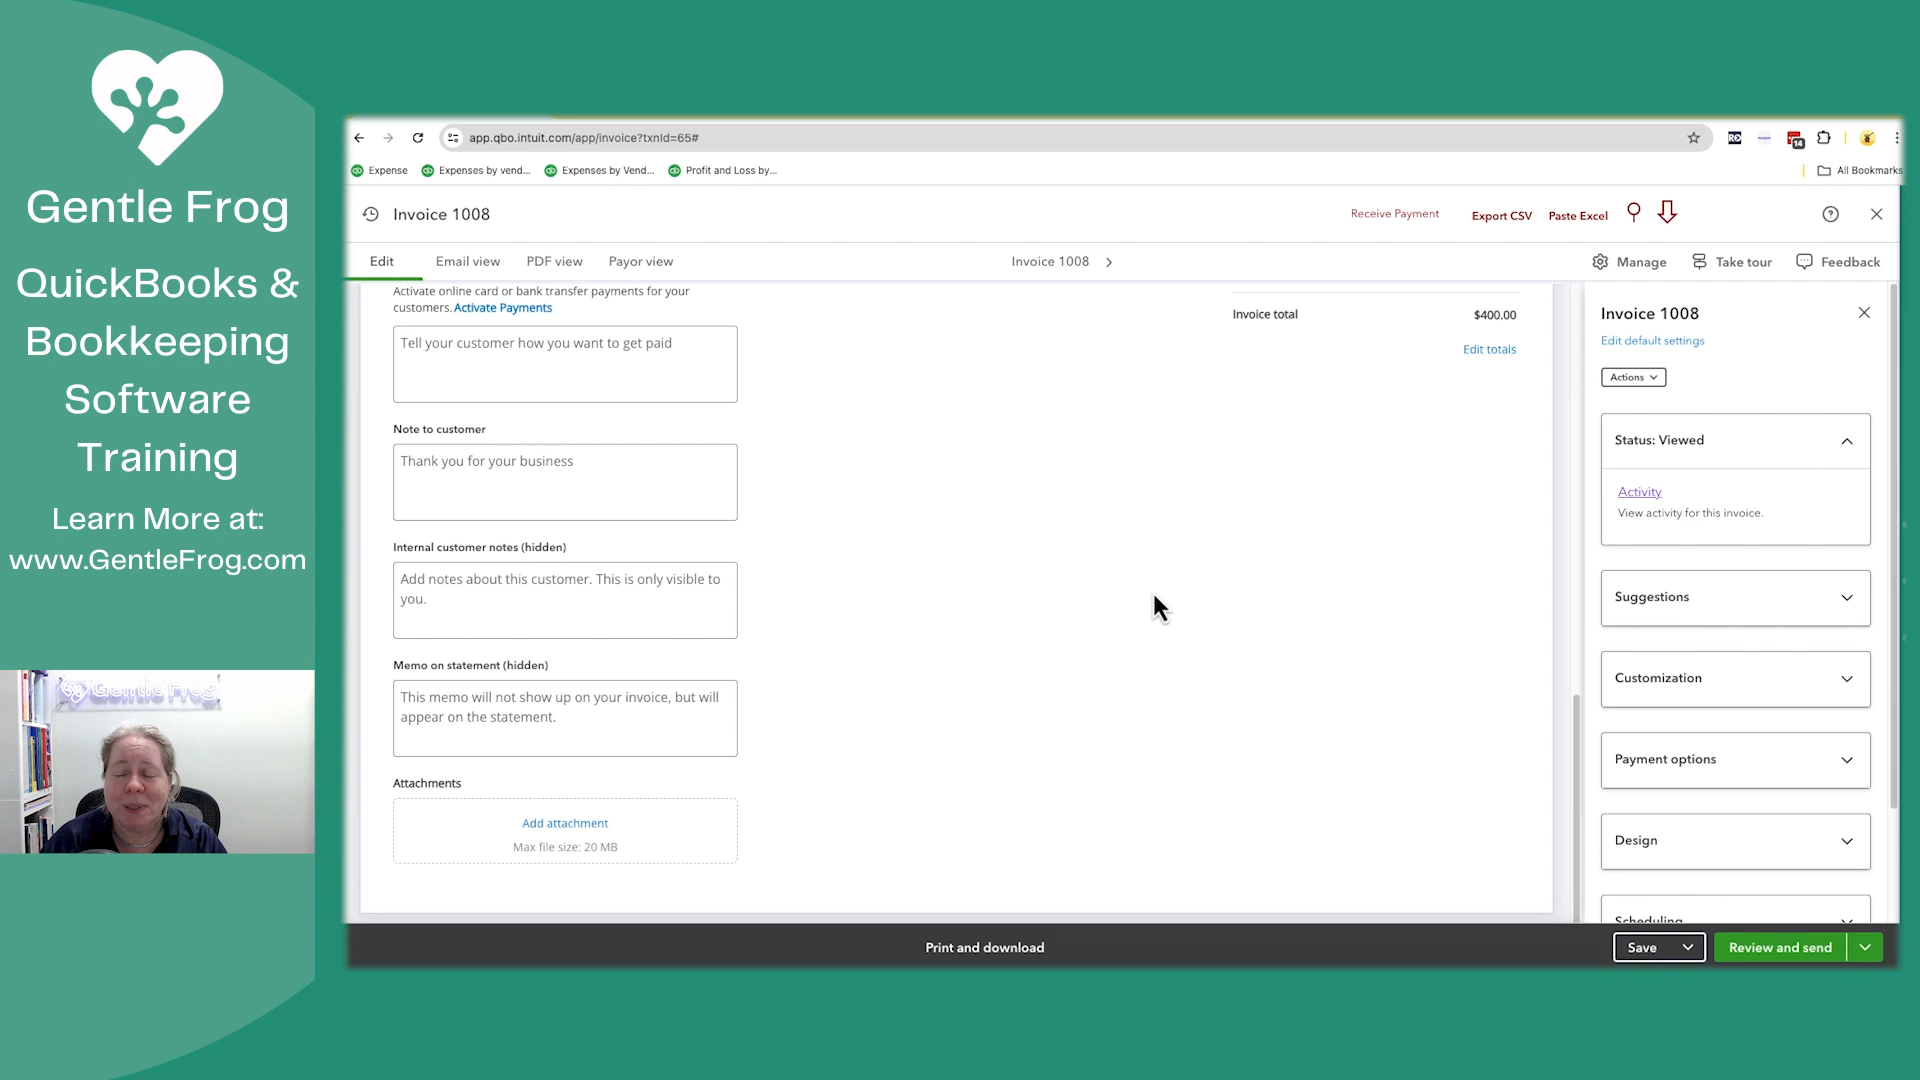 Gentle Frog
QuickBooks &
Bookkeeping
Software
Training
Learn More at:
www.GentleFrog.com
Gentle Frog
app.qbo.intuit.com/app/invoice?txnId=65#
14
Expense
Expenses by vend...
Expenses by Vend...
Profit and Loss by...
All Bookmarks
Invoice 1008
Receive Payment
Export CSV
Paste Excel
Edit
Email view
PDF view
Payor view
Invoice 1008
Manage
Take tour
Feedback
Activate online card or bank transfer payments for your
customers. Activate Payments
Tell your customer how you want to get paid
Note to customer
Thank you for your business
Internal customer notes (hidden)
Add notes about this customer. This is only visible to
you.
Memo on statement (hidden)
This memo will not show up on your invoice, but will
appear on the statement.
Attachments
Add attachment
Max file size: 20 MB
Invoice total $400.00
Edit totals
Invoice 1008
Edit default settings
Actions
Status: Viewed
Activity
View activity for this invoice.
Suggestions
Customization
Payment options
Design
Scheduling
Print and download
Save
Review and send